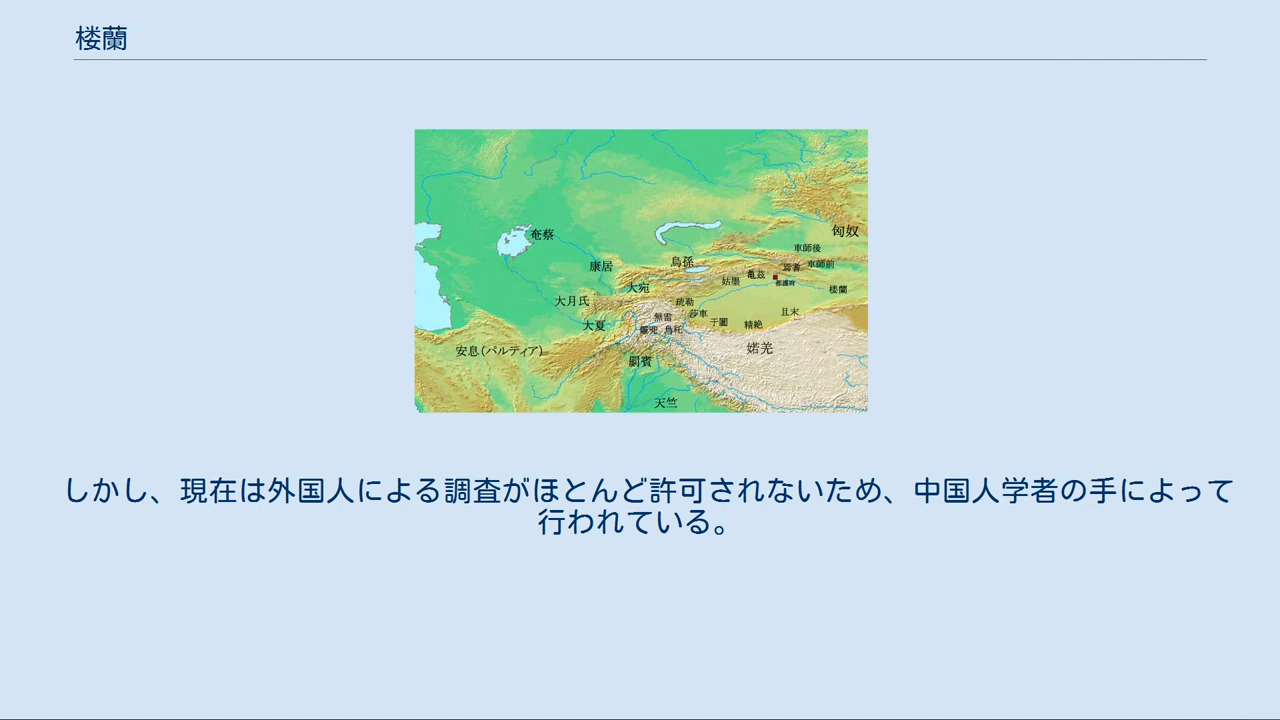 楼蘭
奄蔡
匈奴
車師後
康居
烏孫
焉耆
車師前
亀茲
姑墨
都護府
大宛
楼蘭
大月氏
疏勒
莎車
且末
無雷
于闐
精絶
大夏
烏秅
安息(パルティア)
婼羌
罽賓
天竺
しかし、現在は外国人による調査がほとんど許可されないため、中国人学者の手によって
行われている。